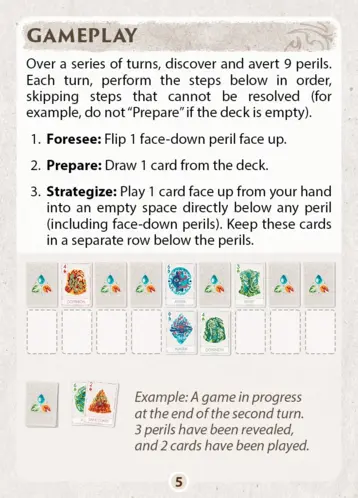 GAMEPLAY
Over a series of turns, discover and avert 9 perils.
Each turn, perform the steps below in order,
skipping steps that cannot be resolved (for
example, do not “Prepare” if the deck is empty).
1. Foresee: Flip 1 face-down peril face up.
2. Prepare: Draw 1 card from the deck.
3. Strategize: Play 1 card face up from your hand
into an empty space directly below any peril
(including face-down perils). Keep these cards
in a separate row below the perils.
Example: A game in progress
at the end of the second turn.
3 perils have been revealed,
and 2 cards have been played.
5